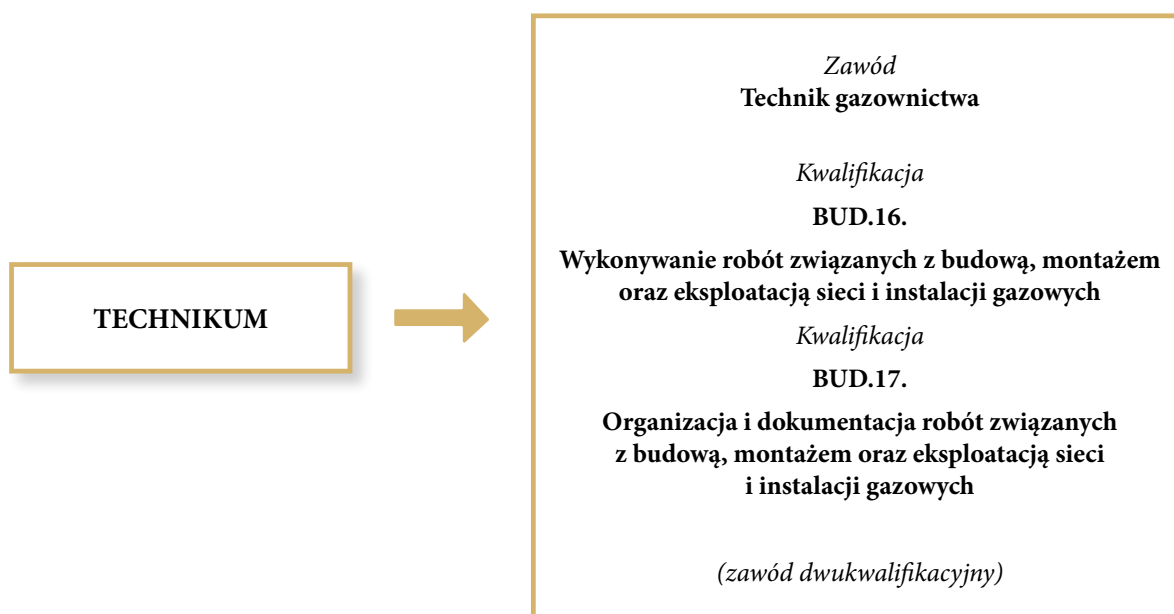 TECHNIKUM
Zawód
Technik gazownictwa
Kwalifikacja
BUD.16.
Wykonywanie robót związanych z budową, montażem
oraz eksploatacją sieci i instalacji gazowych
Kwalifikacja
BUD.17.
Organizacja i dokumentacja robót związanych
z budową, montażem oraz eksploatacją sieci
i instalacji gazowych
(zawód dwukwalifikacyjny)